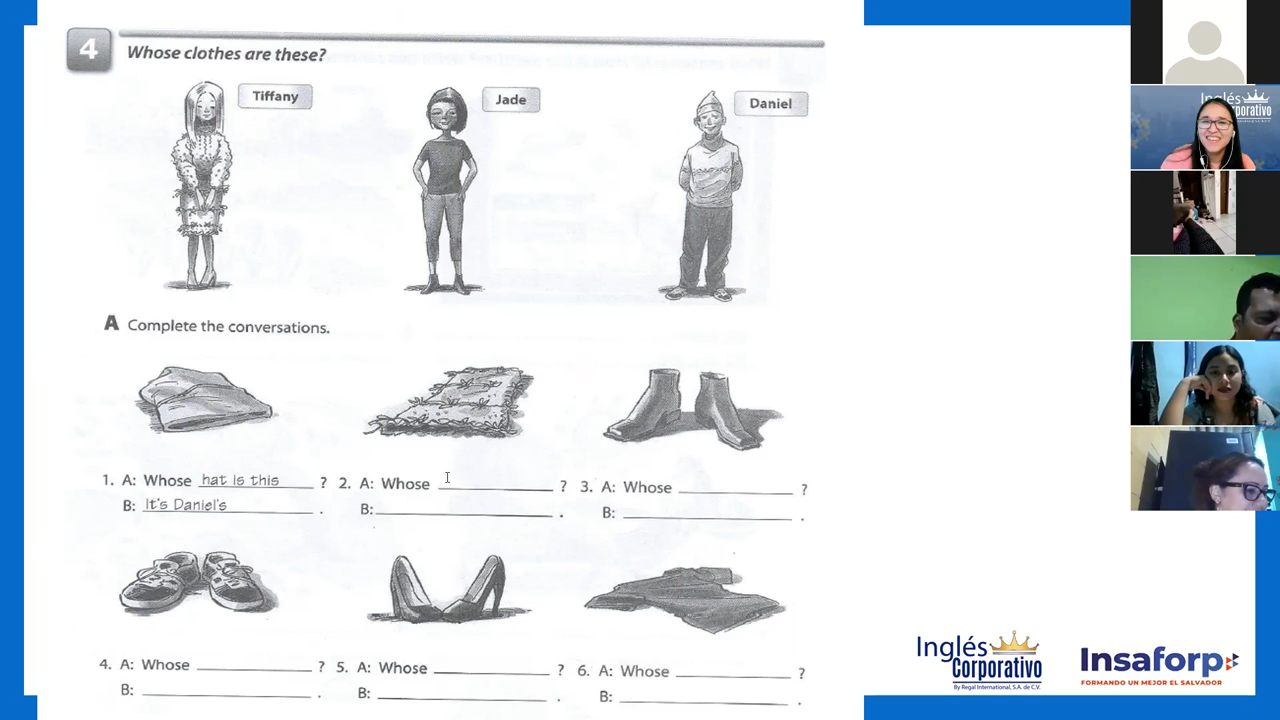 4 Whose clothes are these?
Tiffany
Jade
Daniel
A Complete the conversations.
1. A: Whose hat is this ?
B: It's Daniel's .
2. A: Whose ?
B: .
3. A: Whose ?
B: .
4. A: Whose ?
B: .
5. A: Whose ?
B: .
6. A: Whose ?
B: .
Inglés
Corporativo
By Regal International, S.A. de C.V.
Insaforp
FORMANDO UN MEJOR EL SALVADOR
Inglés
rporativo